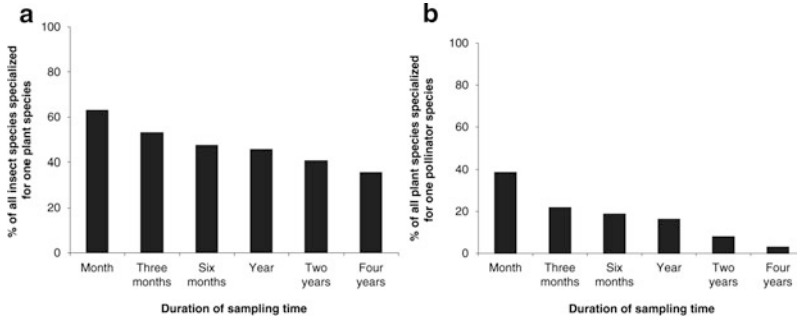 a
% of all insect species specialized
for one plant species
100
80
60
40
20
0
Month
Three
months
Six
months
Year
Two
years
Four
years
Duration of sampling time
b
% of all plant species specialized
for one pollinator species
100
80
60
40
20
0
Month
Three
months
Six
months
Year
Two
years
Four
years
Duration of sampling time